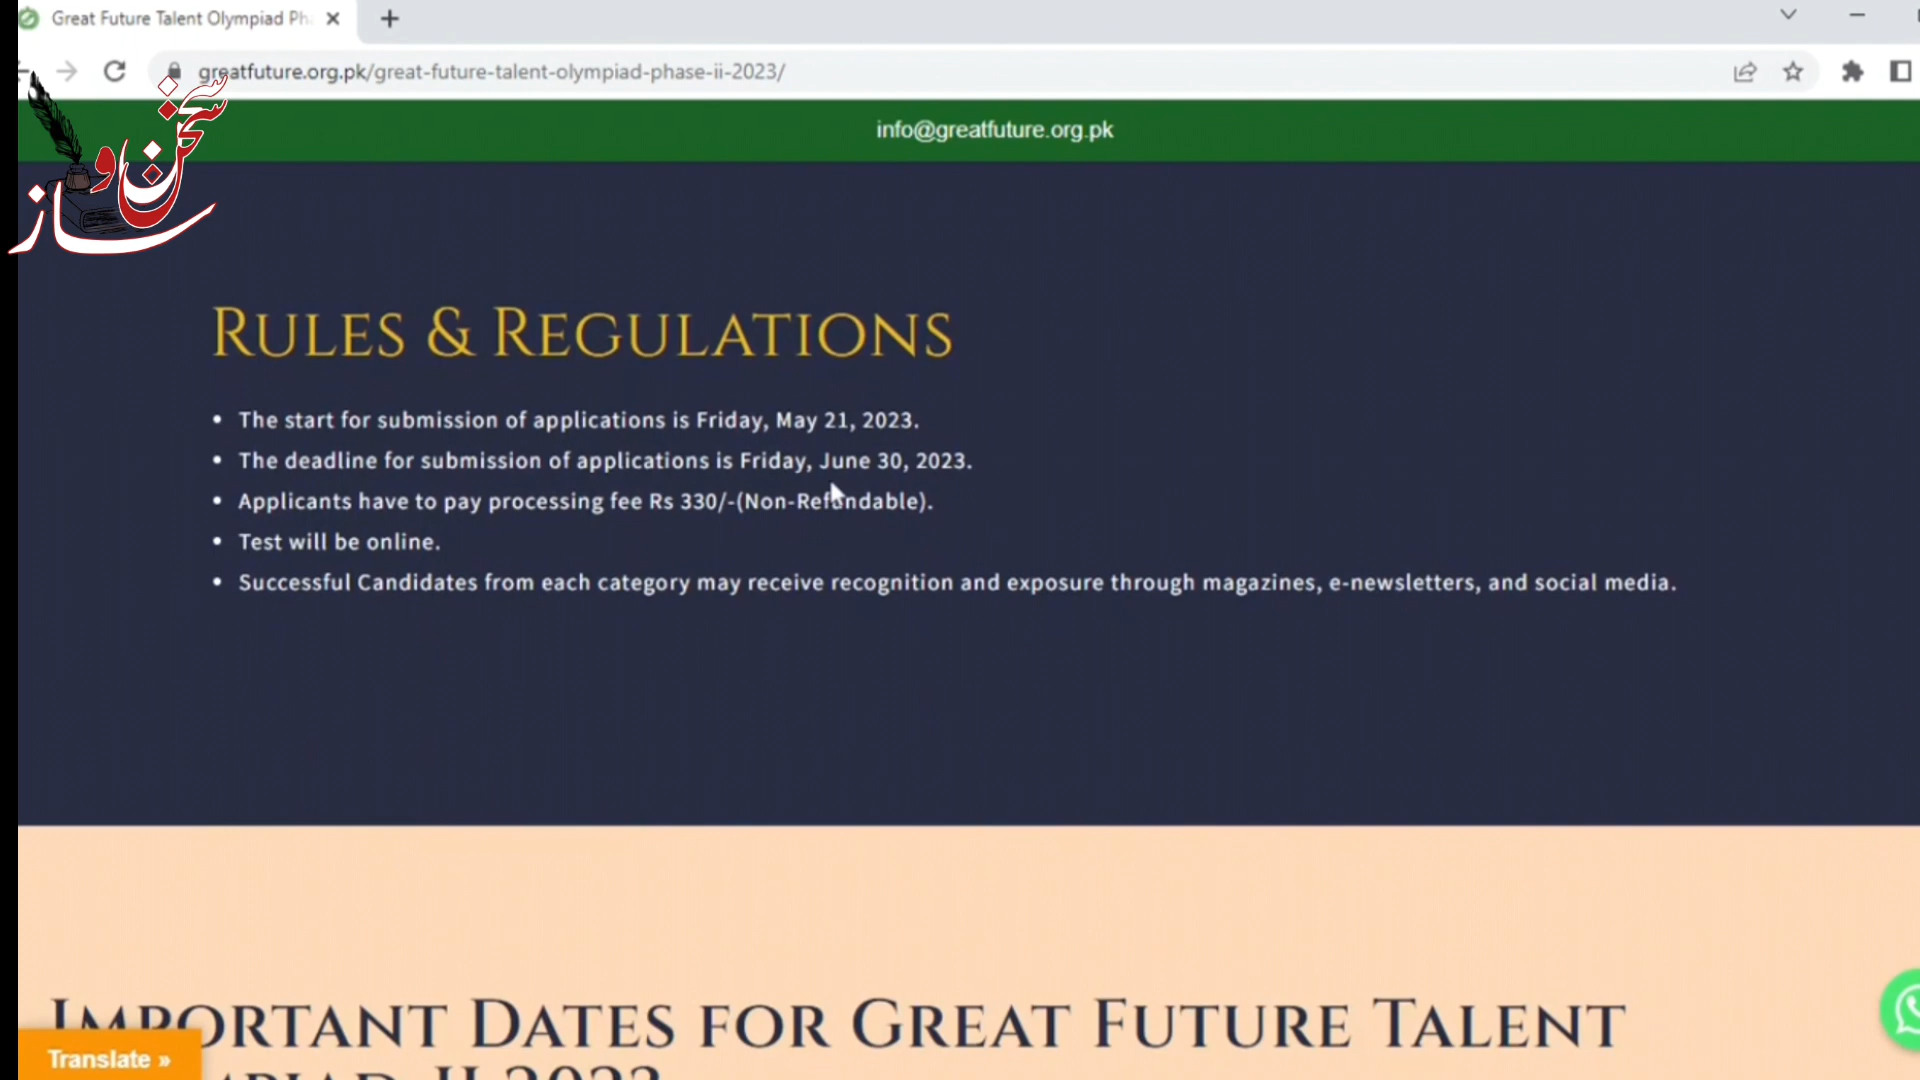 Great Future Talent Olympiad Ph
greatfuture.org.pk/great-future-talent-olympiad-phase-ii-2023/
info@greatfuture.org.pk
سخن و
ساز
RULES & REGULATIONS
• The start for submission of applications is Friday, May 21, 2023.
• The deadline for submission of applications is Friday, June 30, 2023.
• Applicants have to pay processing fee Rs 330/-(Non-Refundable).
• Test will be online.
• Successful Candidates from each category may receive recognition and exposure through magazines, e-newsletters, and social media.
IMPORTANT DATES FOR GREAT FUTURE TALENT
II 2023
Translate »